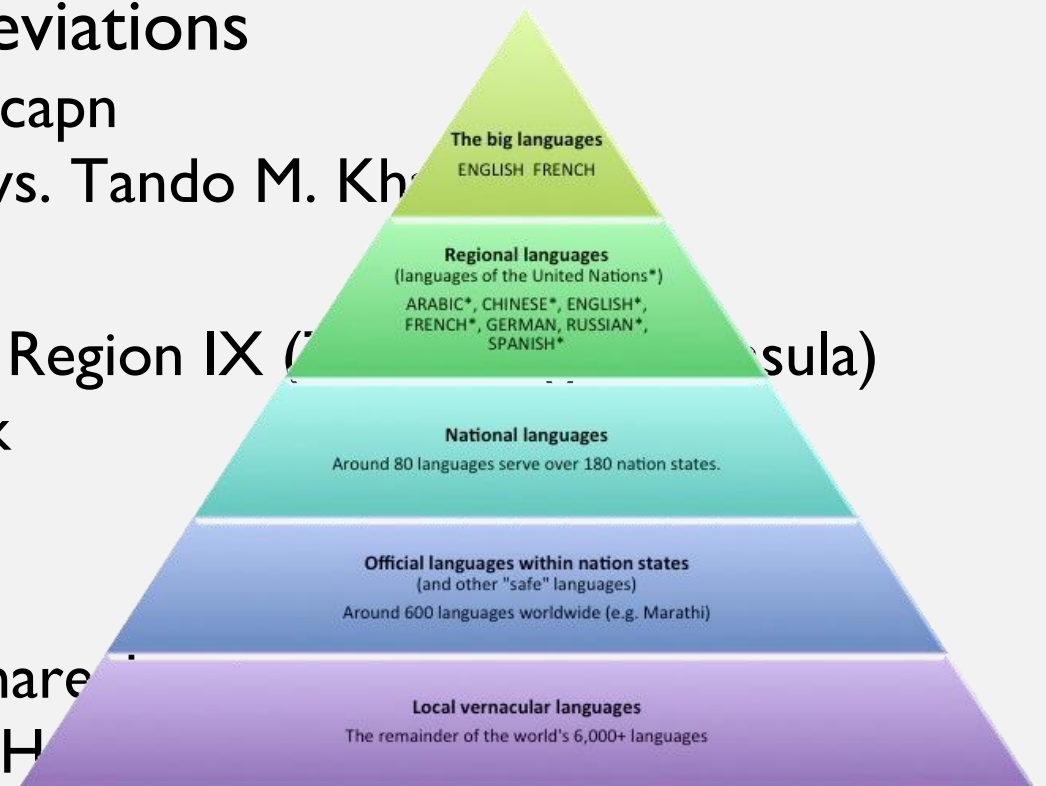 eviations
capn
vs. Tando M. Kha
Region IX (
sula)
The big languages
ENGLISH FRENCH
Regional languages
(languages of the United Nations*)
ARABIC*, CHINESE*, ENGLISH*,
FRENCH*, GERMAN, RUSSIAN*,
SPANISH*
National languages
Around 80 languages serve over 180 nation states.
Official languages within nation states
(and other "safe" languages)
Around 600 languages worldwide (e.g. Marathi)
Local vernacular languages
The remainder of the world's 6,000+ languages